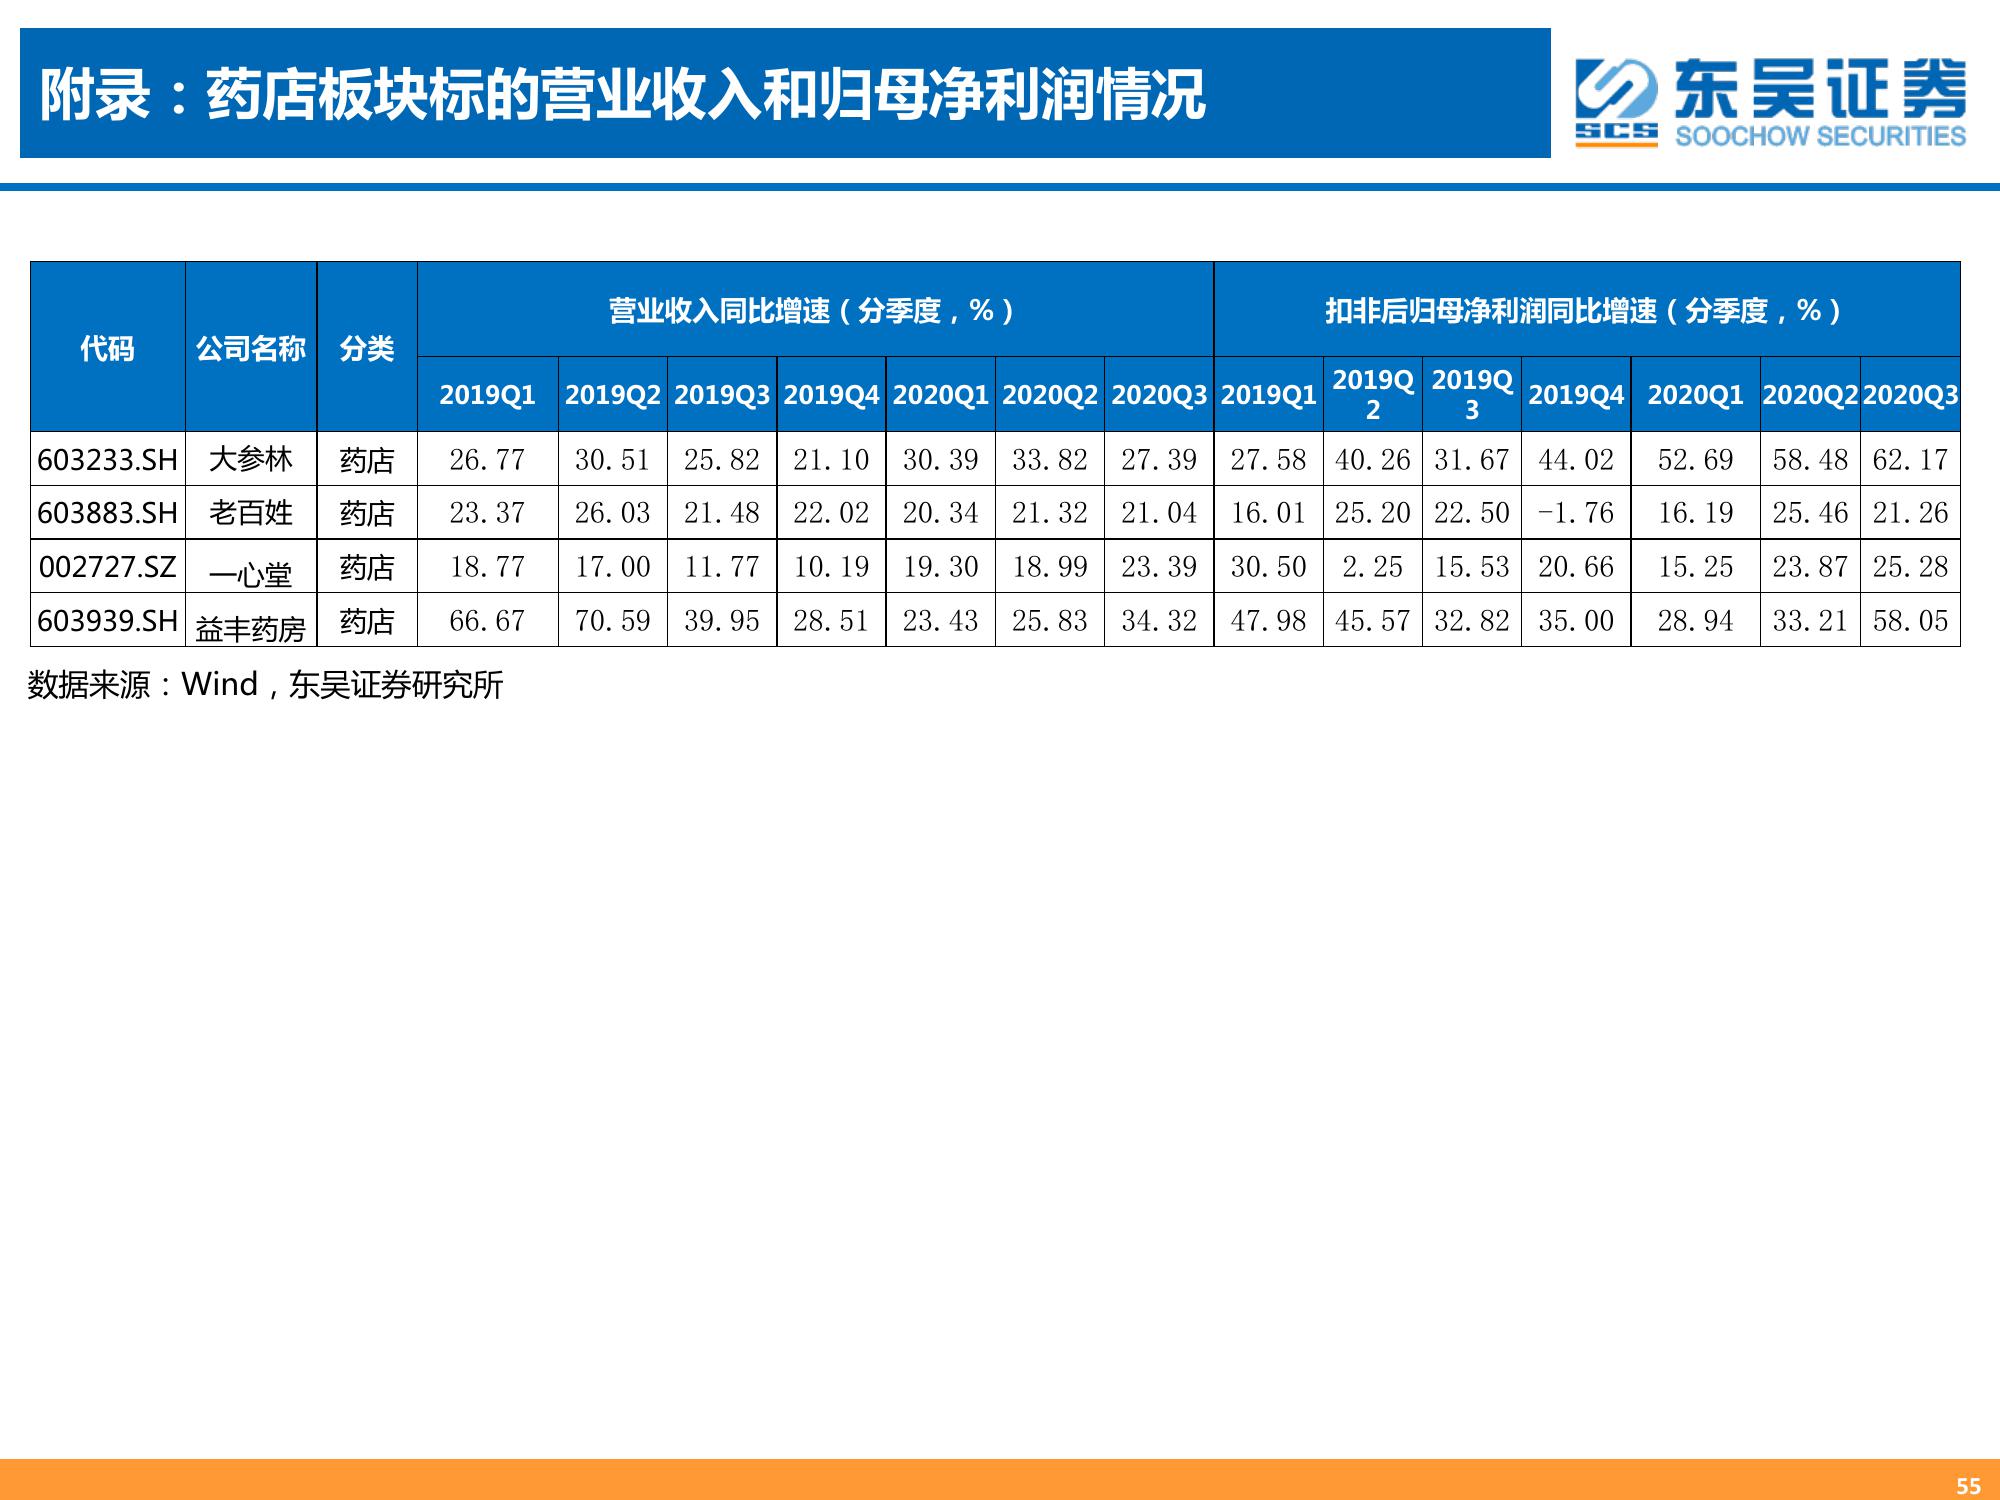 附录：药店板块标的营业收入和归母净利润情况
东吴证券
SCS
SOOCHOW SECURITIES
代码 公司名称 分类 营业收入同比增速（分季度，%） 扣非后归母净利润同比增速（分季度，%）
2019Q1 2019Q2 2019Q3 2019Q4 2020Q1 2020Q2 2020Q3 2019Q1 2019Q2 2019Q3 2019Q4 2020Q1 2020Q2 2020Q3
603233.SH 大参林 药店 26.77 30.51 25.82 21.10 30.39 33.82 27.39 27.58 40.26 31.67 44.02 52.69 58.48 62.17
603883.SH 老百姓 药店 23.37 26.03 21.48 22.02 20.34 21.32 21.04 16.01 25.20 22.50 -1.76 16.19 25.46 21.26
002727.SZ 一心堂 药店 18.77 17.00 11.77 10.19 19.30 18.99 23.39 30.50 2.25 15.53 20.66 15.25 23.87 25.28
603939.SH 益丰药房 药店 66.67 70.59 39.95 28.51 23.43 25.83 34.32 47.98 45.57 32.82 35.00 28.94 33.21 58.05
数据来源：Wind，东吴证券研究所
55